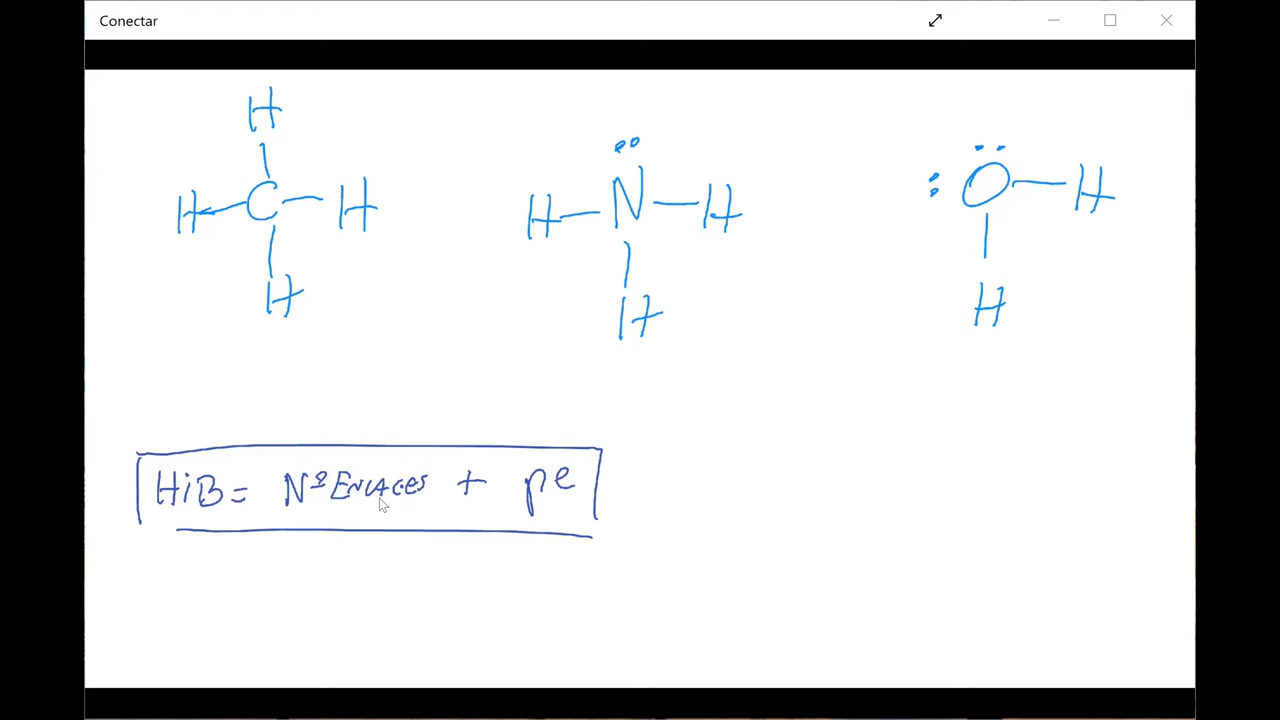 Conectar
H
H C H
H
H N H
H
O H
H
HiB = Nº ENLACES + pe